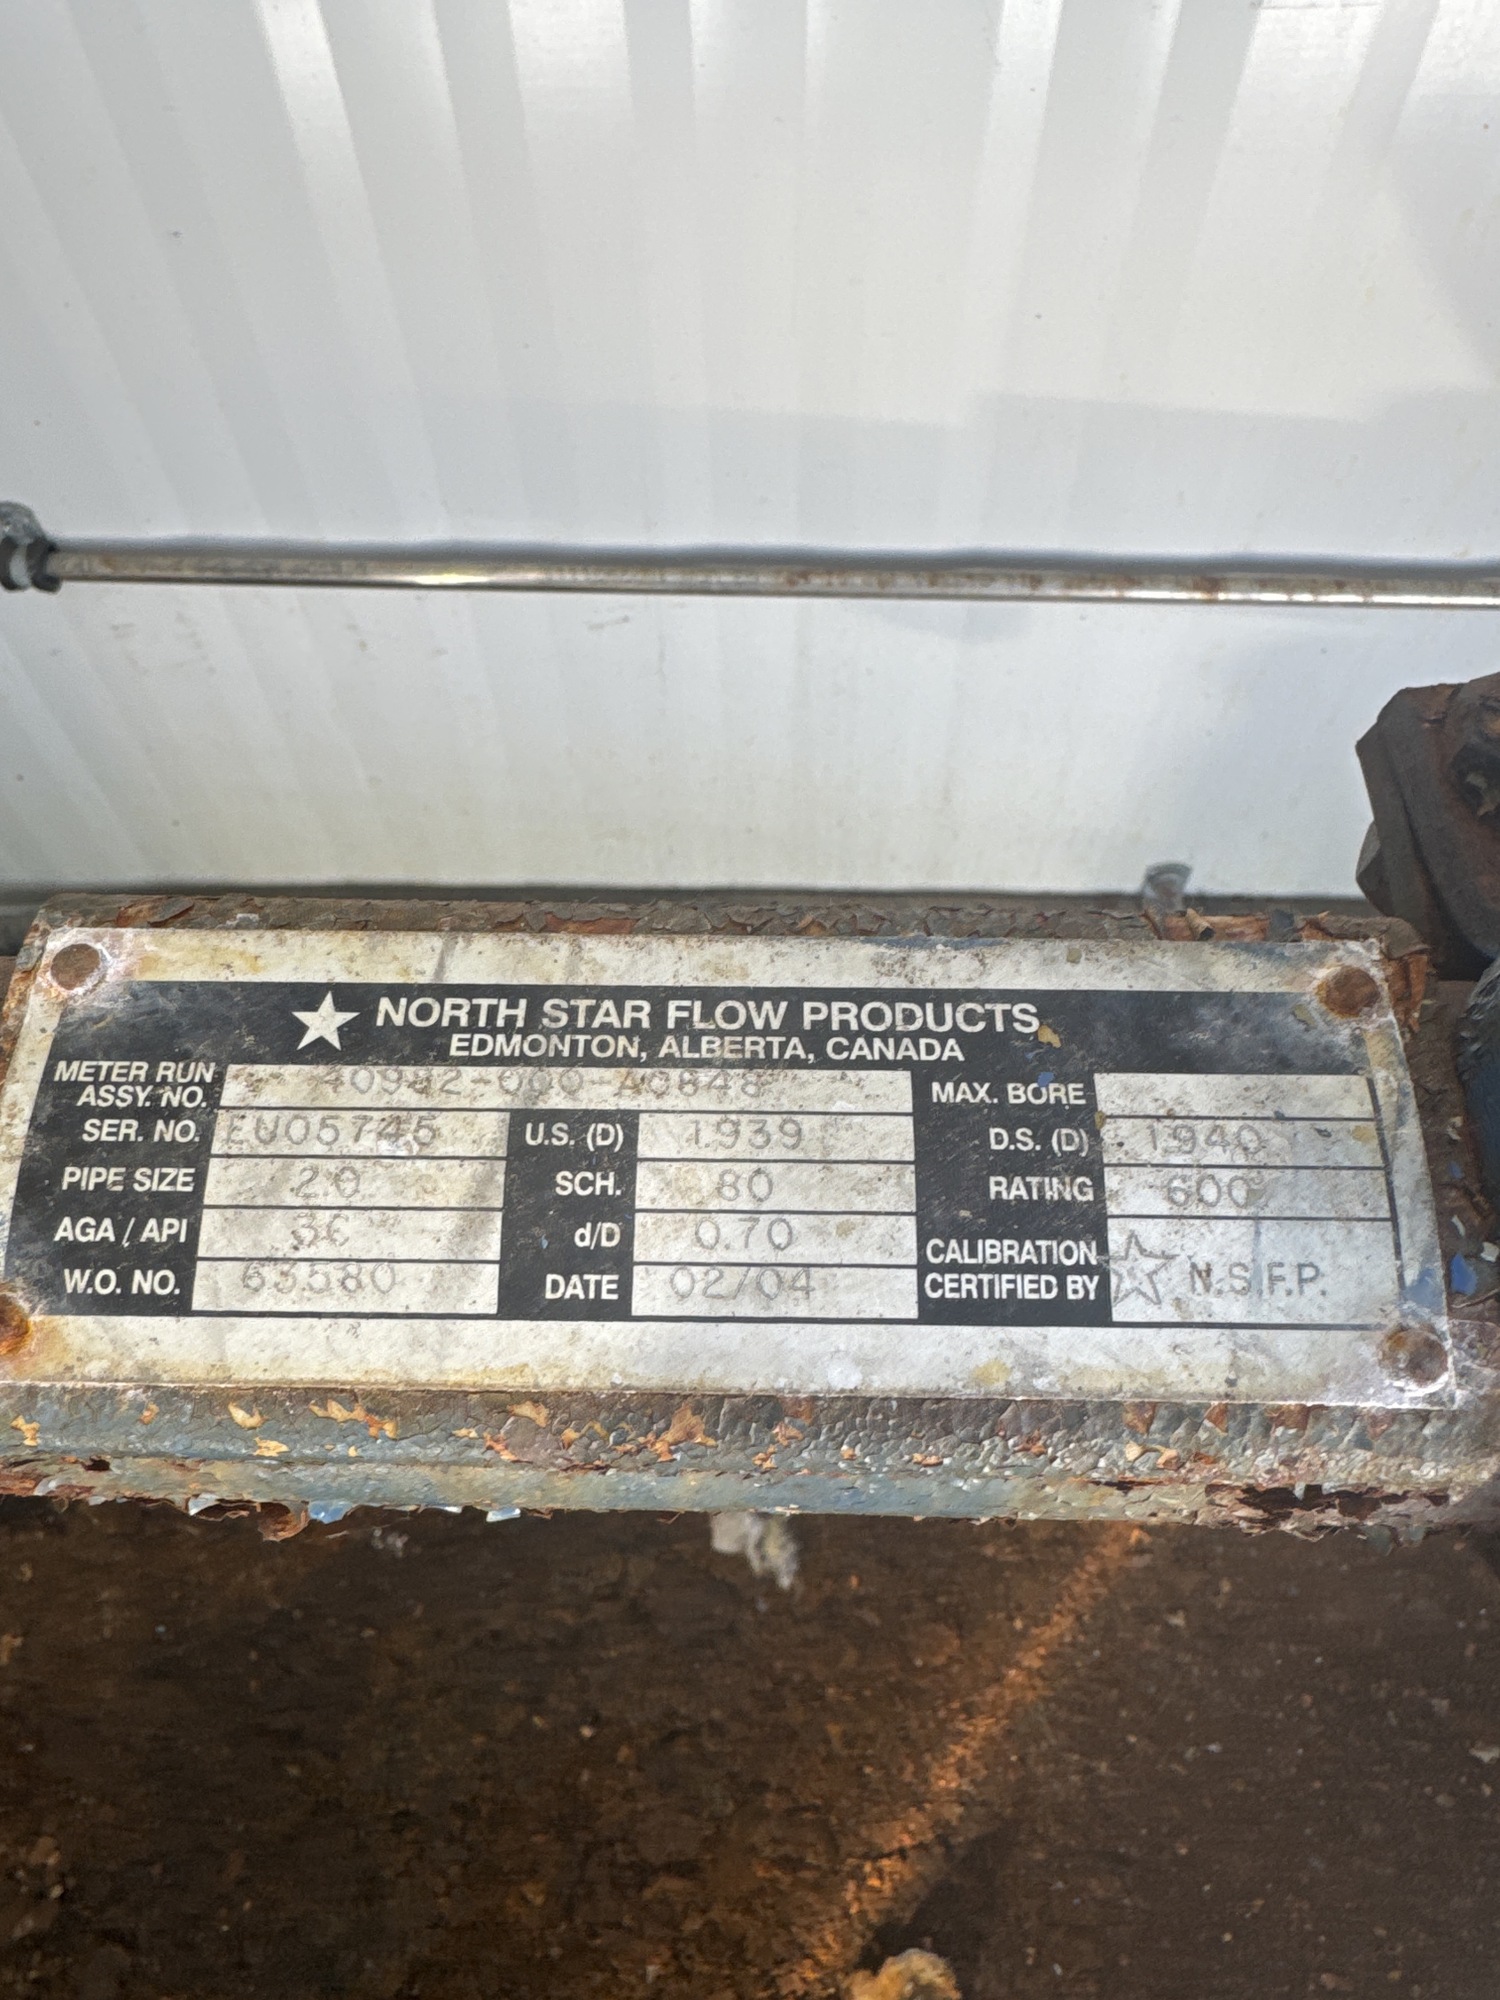 NORTH STAR FLOW PRODUCTS
EDMONTON, ALBERTA, CANADA
METER RUN
ASSY. NO.
MAX. BORE
SER. NO. EU05745 U.S. (D) 1.939 D.S. (D) 1.940
PIPE SIZE 2.0 SCH. 80 RATING 600
AGA / API d/D 0.70
W.O. NO. 63580 DATE 02/04
CALIBRATION
CERTIFIED BY N.S.F.P.